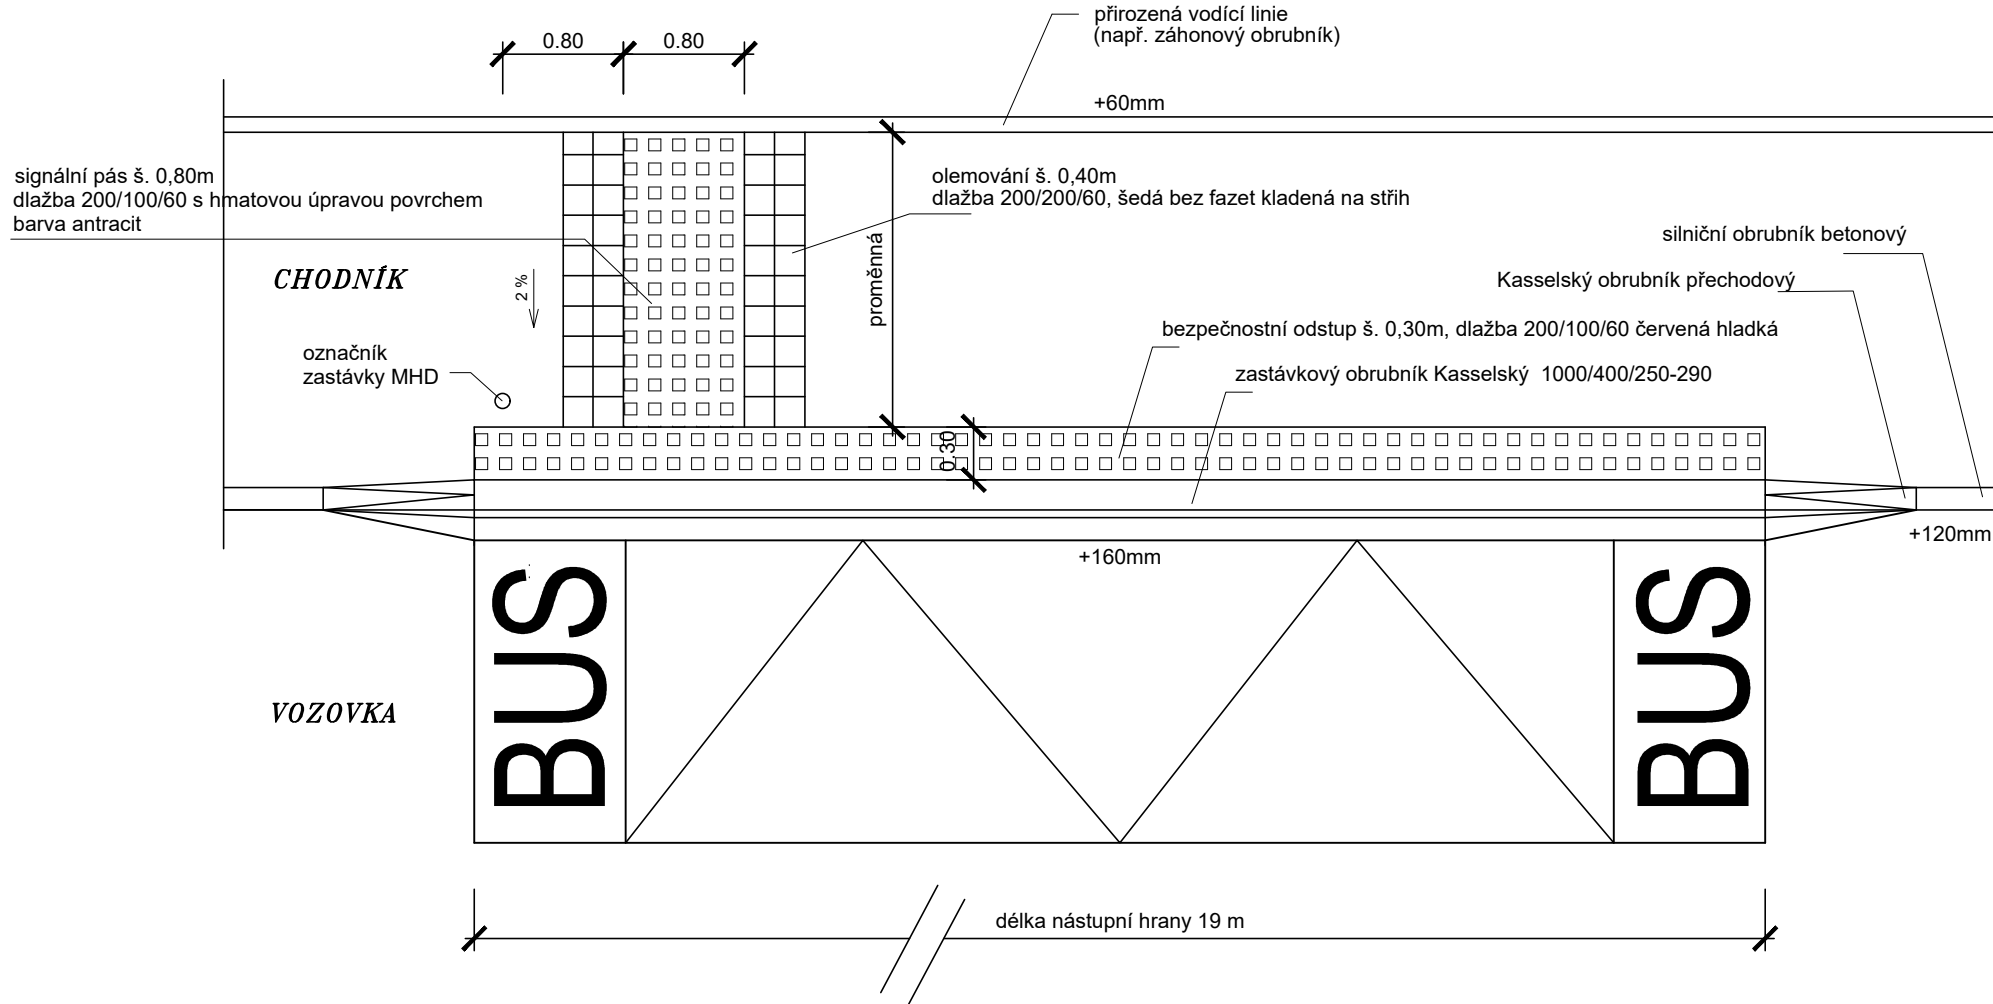 přirozená vodící linie
(např. záhonový obrubník)
0.80
0.80
+60mm
signální pás š. 0,80m
dlažba 200/100/60 s hmatovou úpravou povrchem
barva antracit
olemování š. 0,40m
dlažba 200/200/60, šedá bez fazet kladená na střih
silniční obrubník betonový
CHODNÍK
2 %
proměnná
Kasselský obrubník přechodový
bezpečnostní odstup š. 0,30m, dlažba 200/100/60 červená hladká
označník
zastávky MHD
zastávkový obrubník Kasselský 1000/400/250-290
0.30
+120mm
+160mm
BUS
BUS
VOZOVKA
délka nástupní hrany 19 m